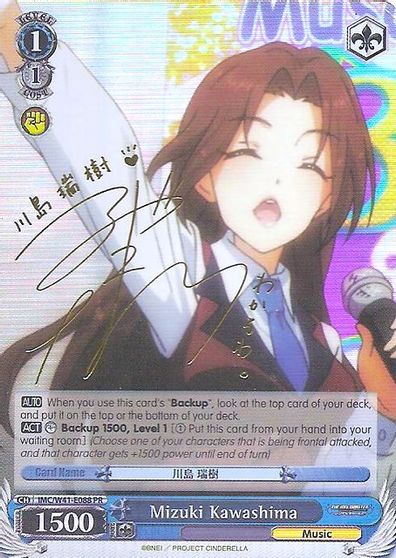 LEVEL
1
1
COST
Mus
川島 瑞樹
わかるわ。
AUTO When you use this card's "Backup", look at the top card of your deck,
and put it on the top or the bottom of your deck.
ACT Backup 1500, Level 1 [① Put this card from your hand into your
waiting room] (Choose one of your characters that is being frontal attacked,
and that character gets +1500 power until end of turn)
Card Name
川島 瑞樹
CH IMC/W41-E088 PR
1500
Mizuki Kawashima
Music
©BNEI / PROJECT CINDERELLA